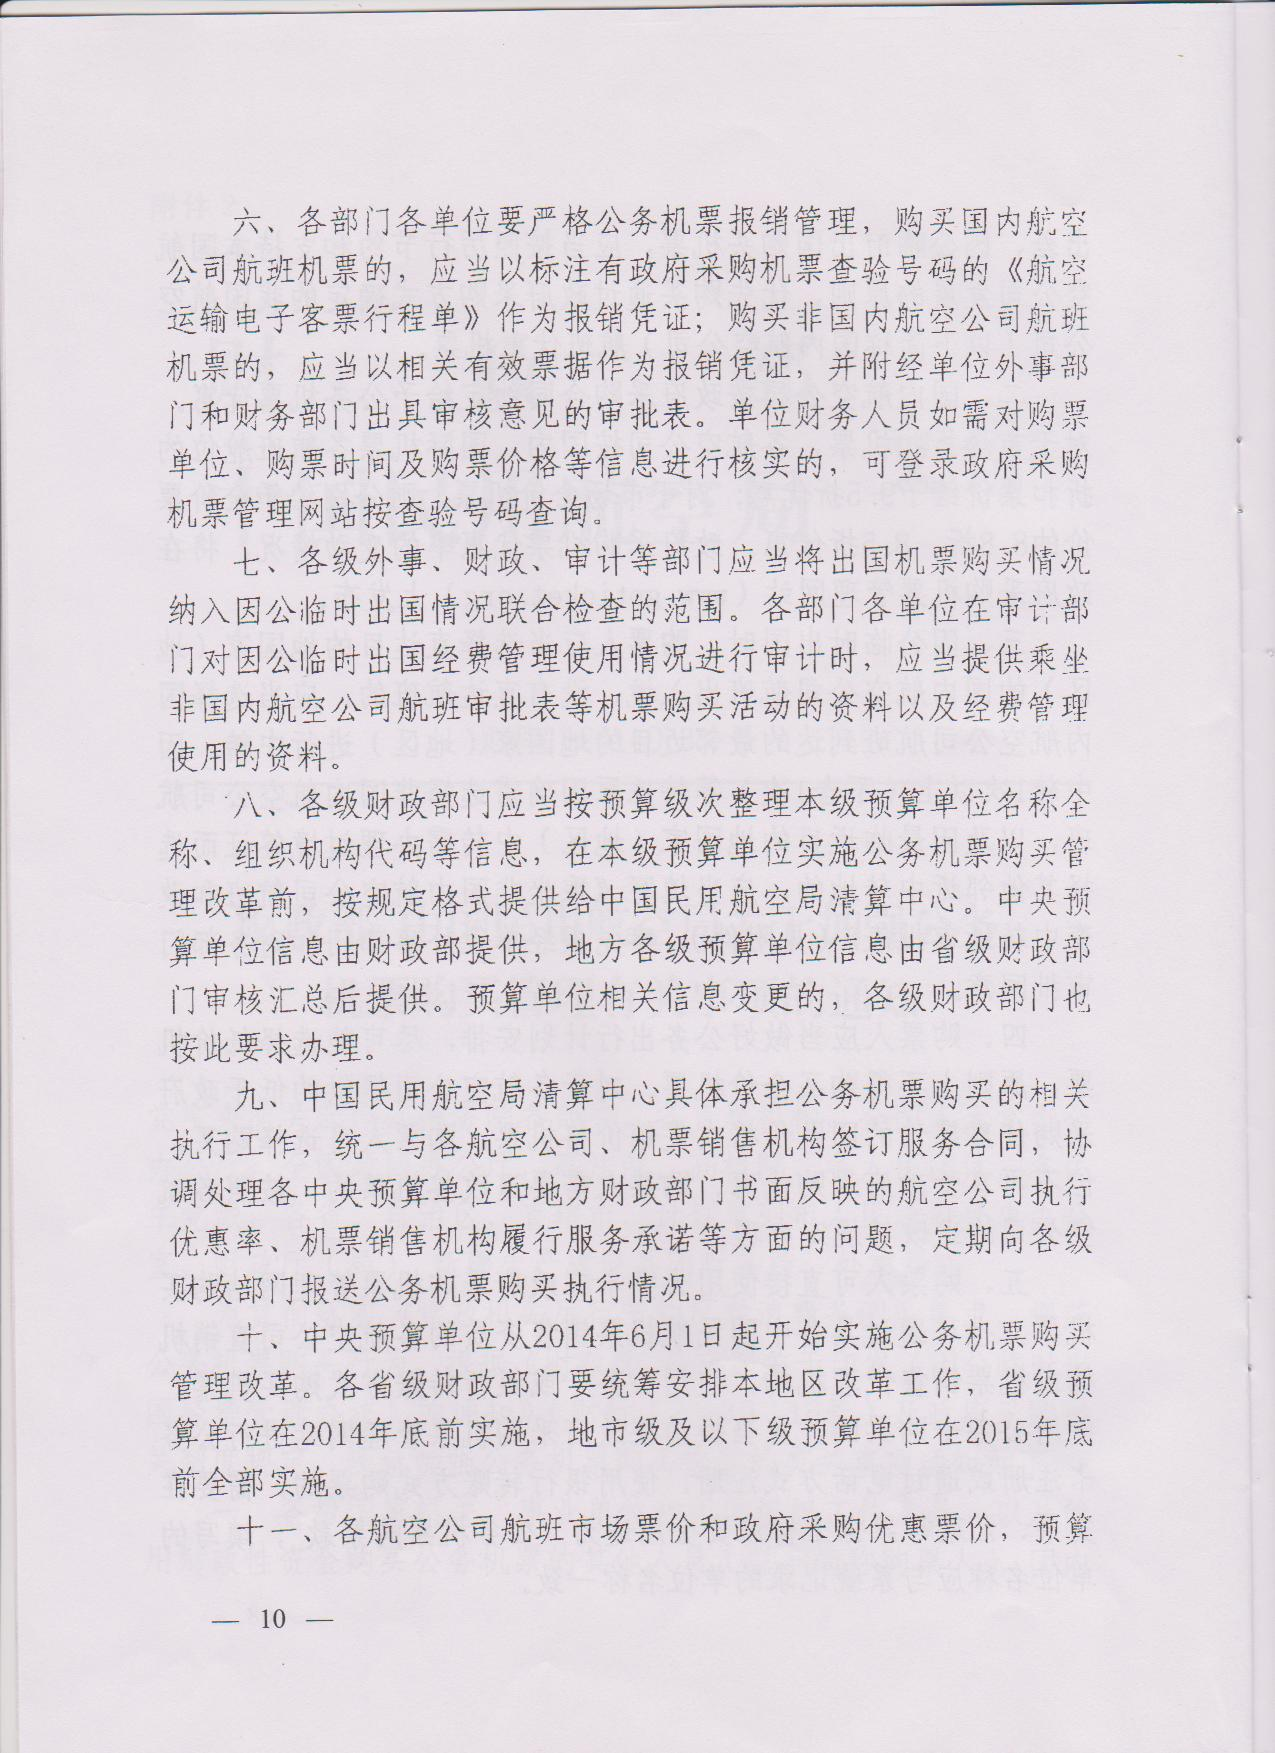 六、各部门各单位要严格公务机票报销管理，购买国内航空
公司航班机票的，应当以标注有政府采购机票查验号码的《航空
运输电子客票行程单》作为报销凭证；购买非国内航空公司航班
机票的，应当以相关有效票据作为报销凭证，并附经单位外事部
门和财务部门出具审核意见的审批表。单位财务人员如需对购票
单位、购票时间及购票价格等信息进行核实的，可登录政府采购
机票管理网站按查验号码查询。
七、各级外事、财政、审计等部门应当将出国机票购买情况
纳入因公临时出国情况联合检查的范围。各部门各单位在审计部
门对因公临时出国经费管理使用情况进行审计时，应当提供乘坐
非国内航空公司航班审批表等机票购买活动的资料以及经费管理
使用的资料。
八、各级财政部门应当按预算级次整理本级预算单位名称全
称、组织机构代码等信息，在本级预算单位实施公务机票购买管
理改革前，按规定格式提供给中国民用航空局清算中心。中央预
算单位信息由财政部提供，地方各级预算单位信息由省级财政部
门审核汇总后提供。预算单位相关信息变更的，各级财政部门也
按此要求办理。
九、中国民用航空局清算中心具体承担公务机票购买的相关
执行工作，统一与各航空公司、机票销售机构签订服务合同，协
调处理各中央预算单位和地方财政部门书面反映的航空公司执行
优惠率、机票销售机构履行服务承诺等方面的问题，定期向各级
财政部门报送公务机票购买执行情况。
十、中央预算单位从2014年6月1日起开始实施公务机票购买
管理改革。各省级财政部门要统筹安排本地区改革工作，省级预
算单位在2014年底前实施，地市级及以下级预算单位在2015年底
前全部实施。
十一、各航空公司航班市场票价和政府采购优惠票价，预算
— 10 —